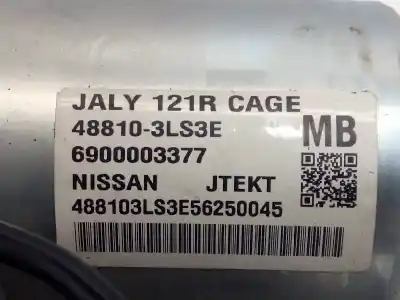 JALY 121R CAGE
48810-3LS3E
MB
6900003377
NISSAN JTEKT
488103LS3E56250045